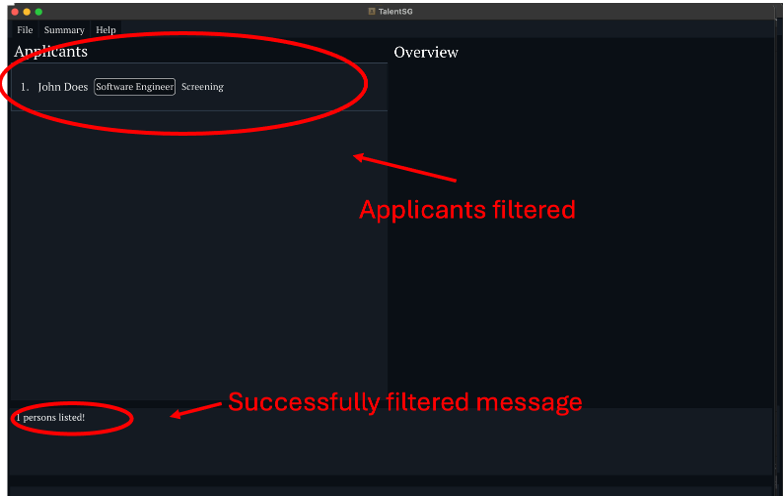 TalentSG
File Summary Help
Applicants
Overview
1. John Does Software Engineer Screening
Applicants filtered
Successfully filtered message
1 persons listed!